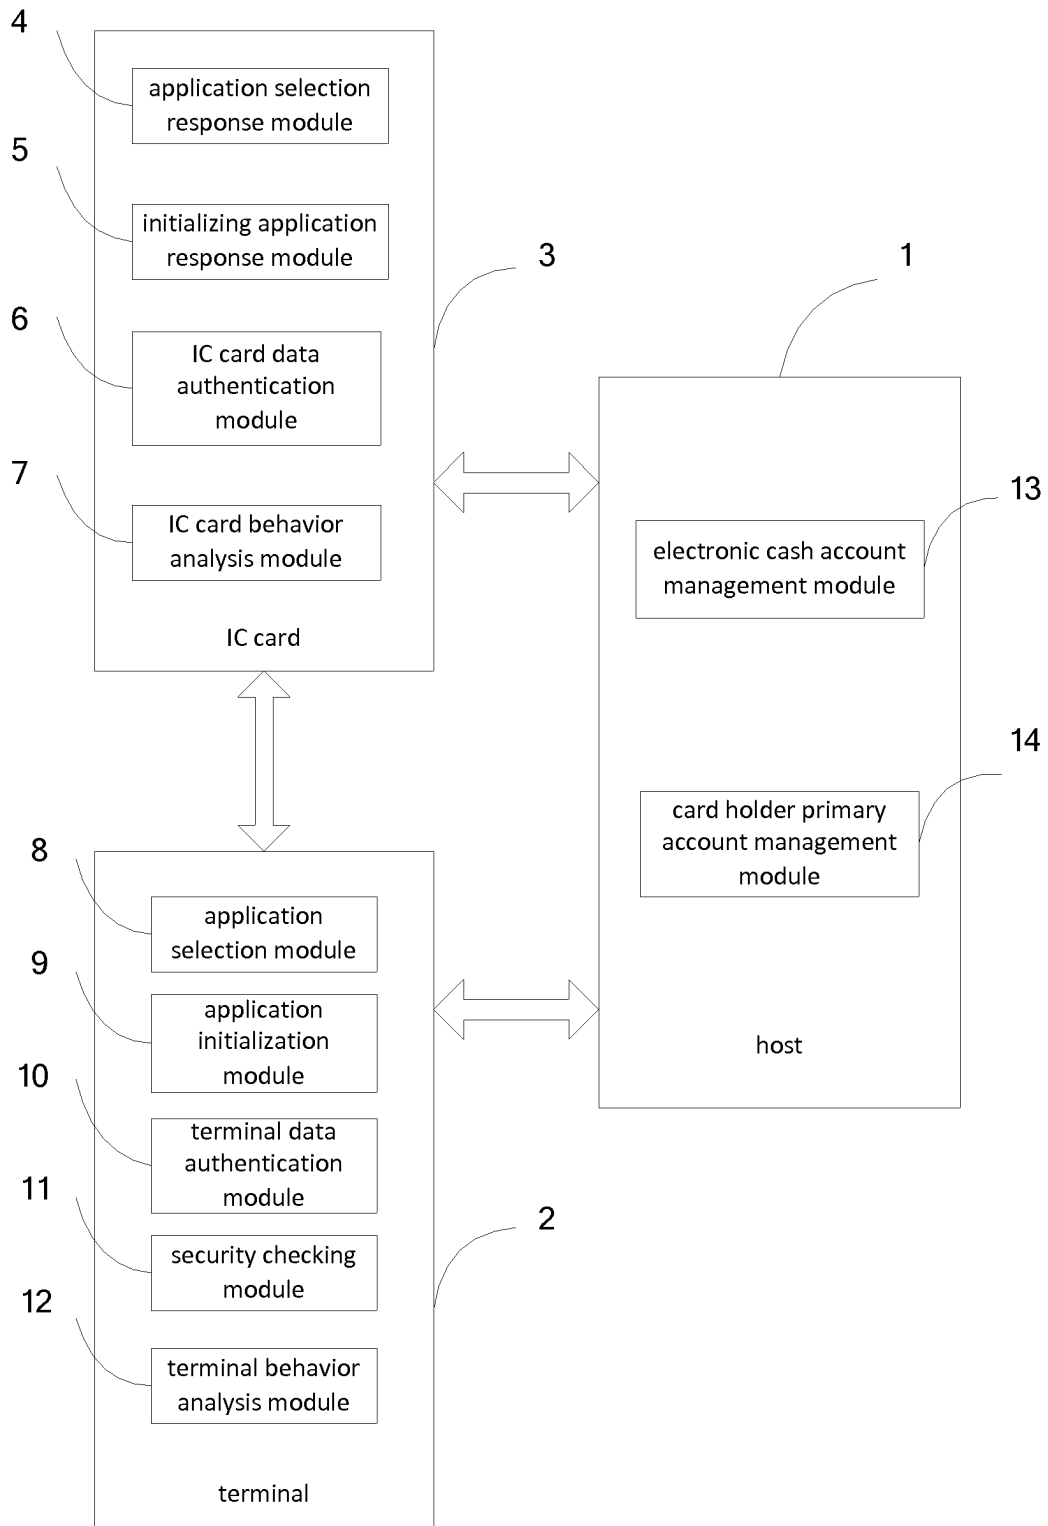 4
application selection
response module
5
initializing application
response module
3
1
6
IC card data
authentication
module
7
IC card behavior
analysis module
13
electronic cash account
management module
IC card
14
card holder primary
account management
module
8
application
selection module
9
application
initialization
module
host
10
terminal data
authentication
module
11
security checking
module
2
12
terminal behavior
analysis module
terminal